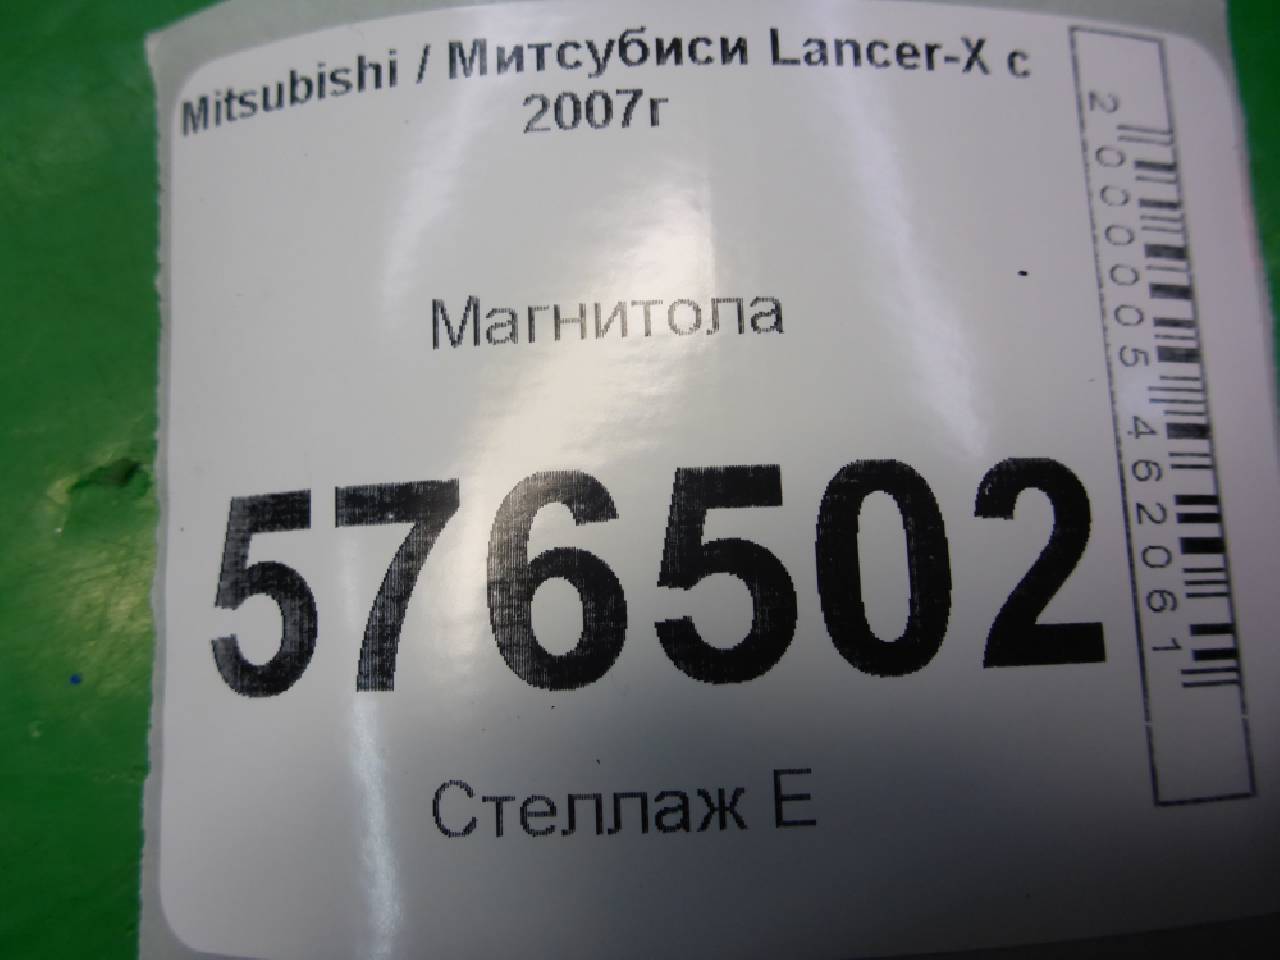 Mitsubishi / Митсубиси Lancer-X с
2007г
Магнитола
576502
Стеллаж Е
2000005462061